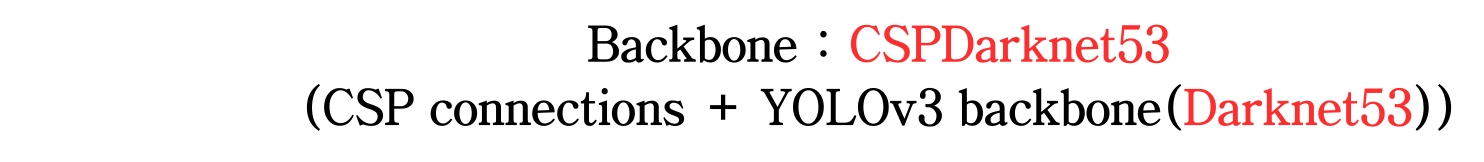 Backbone : CSPDarknet53
(CSP connections + YOLOv3 backbone(Darknet53))